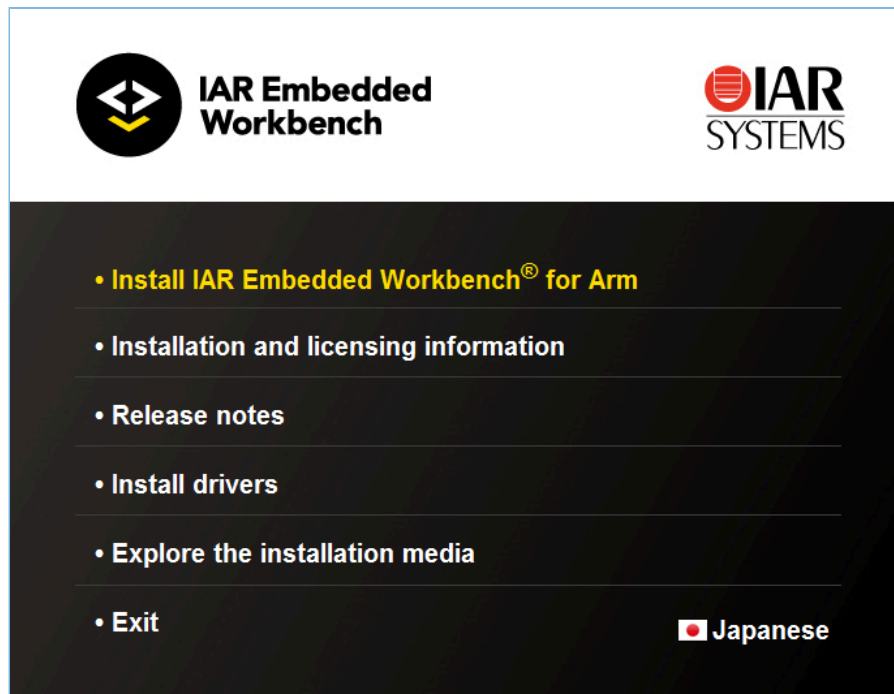 IAR Embedded
Workbench
IAR
SYSTEMS
• Install IAR Embedded Workbench® for Arm
• Installation and licensing information
• Release notes
• Install drivers
• Explore the installation media
• Exit
Japanese